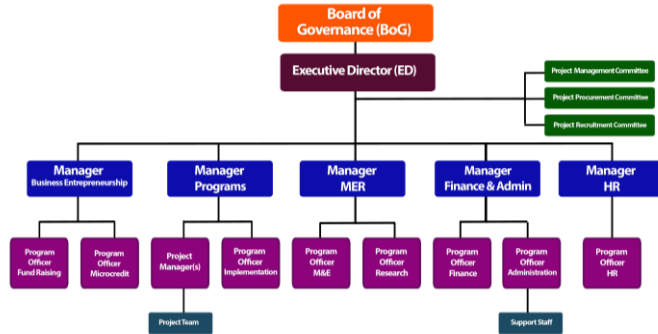 Board of
Governance (BoG)
Executive Director (ED)
Project Management Committee
Project Procurement Committee
Project Recruitment Committee
Manager
Business Entrepreneurship
Manager
Programs
Manager
MER
Manager
Finance & Admin
Manager
HR
Program
Officer
Fund Raising
Program
Officer
Microcredit
Project
Manager(s)
Program
Officer
Implementation
Program
Officer
M&E
Program
Officer
Research
Program
Officer
Finance
Program
Officer
Administration
Program
Officer
HR
Project Team
Support Staff